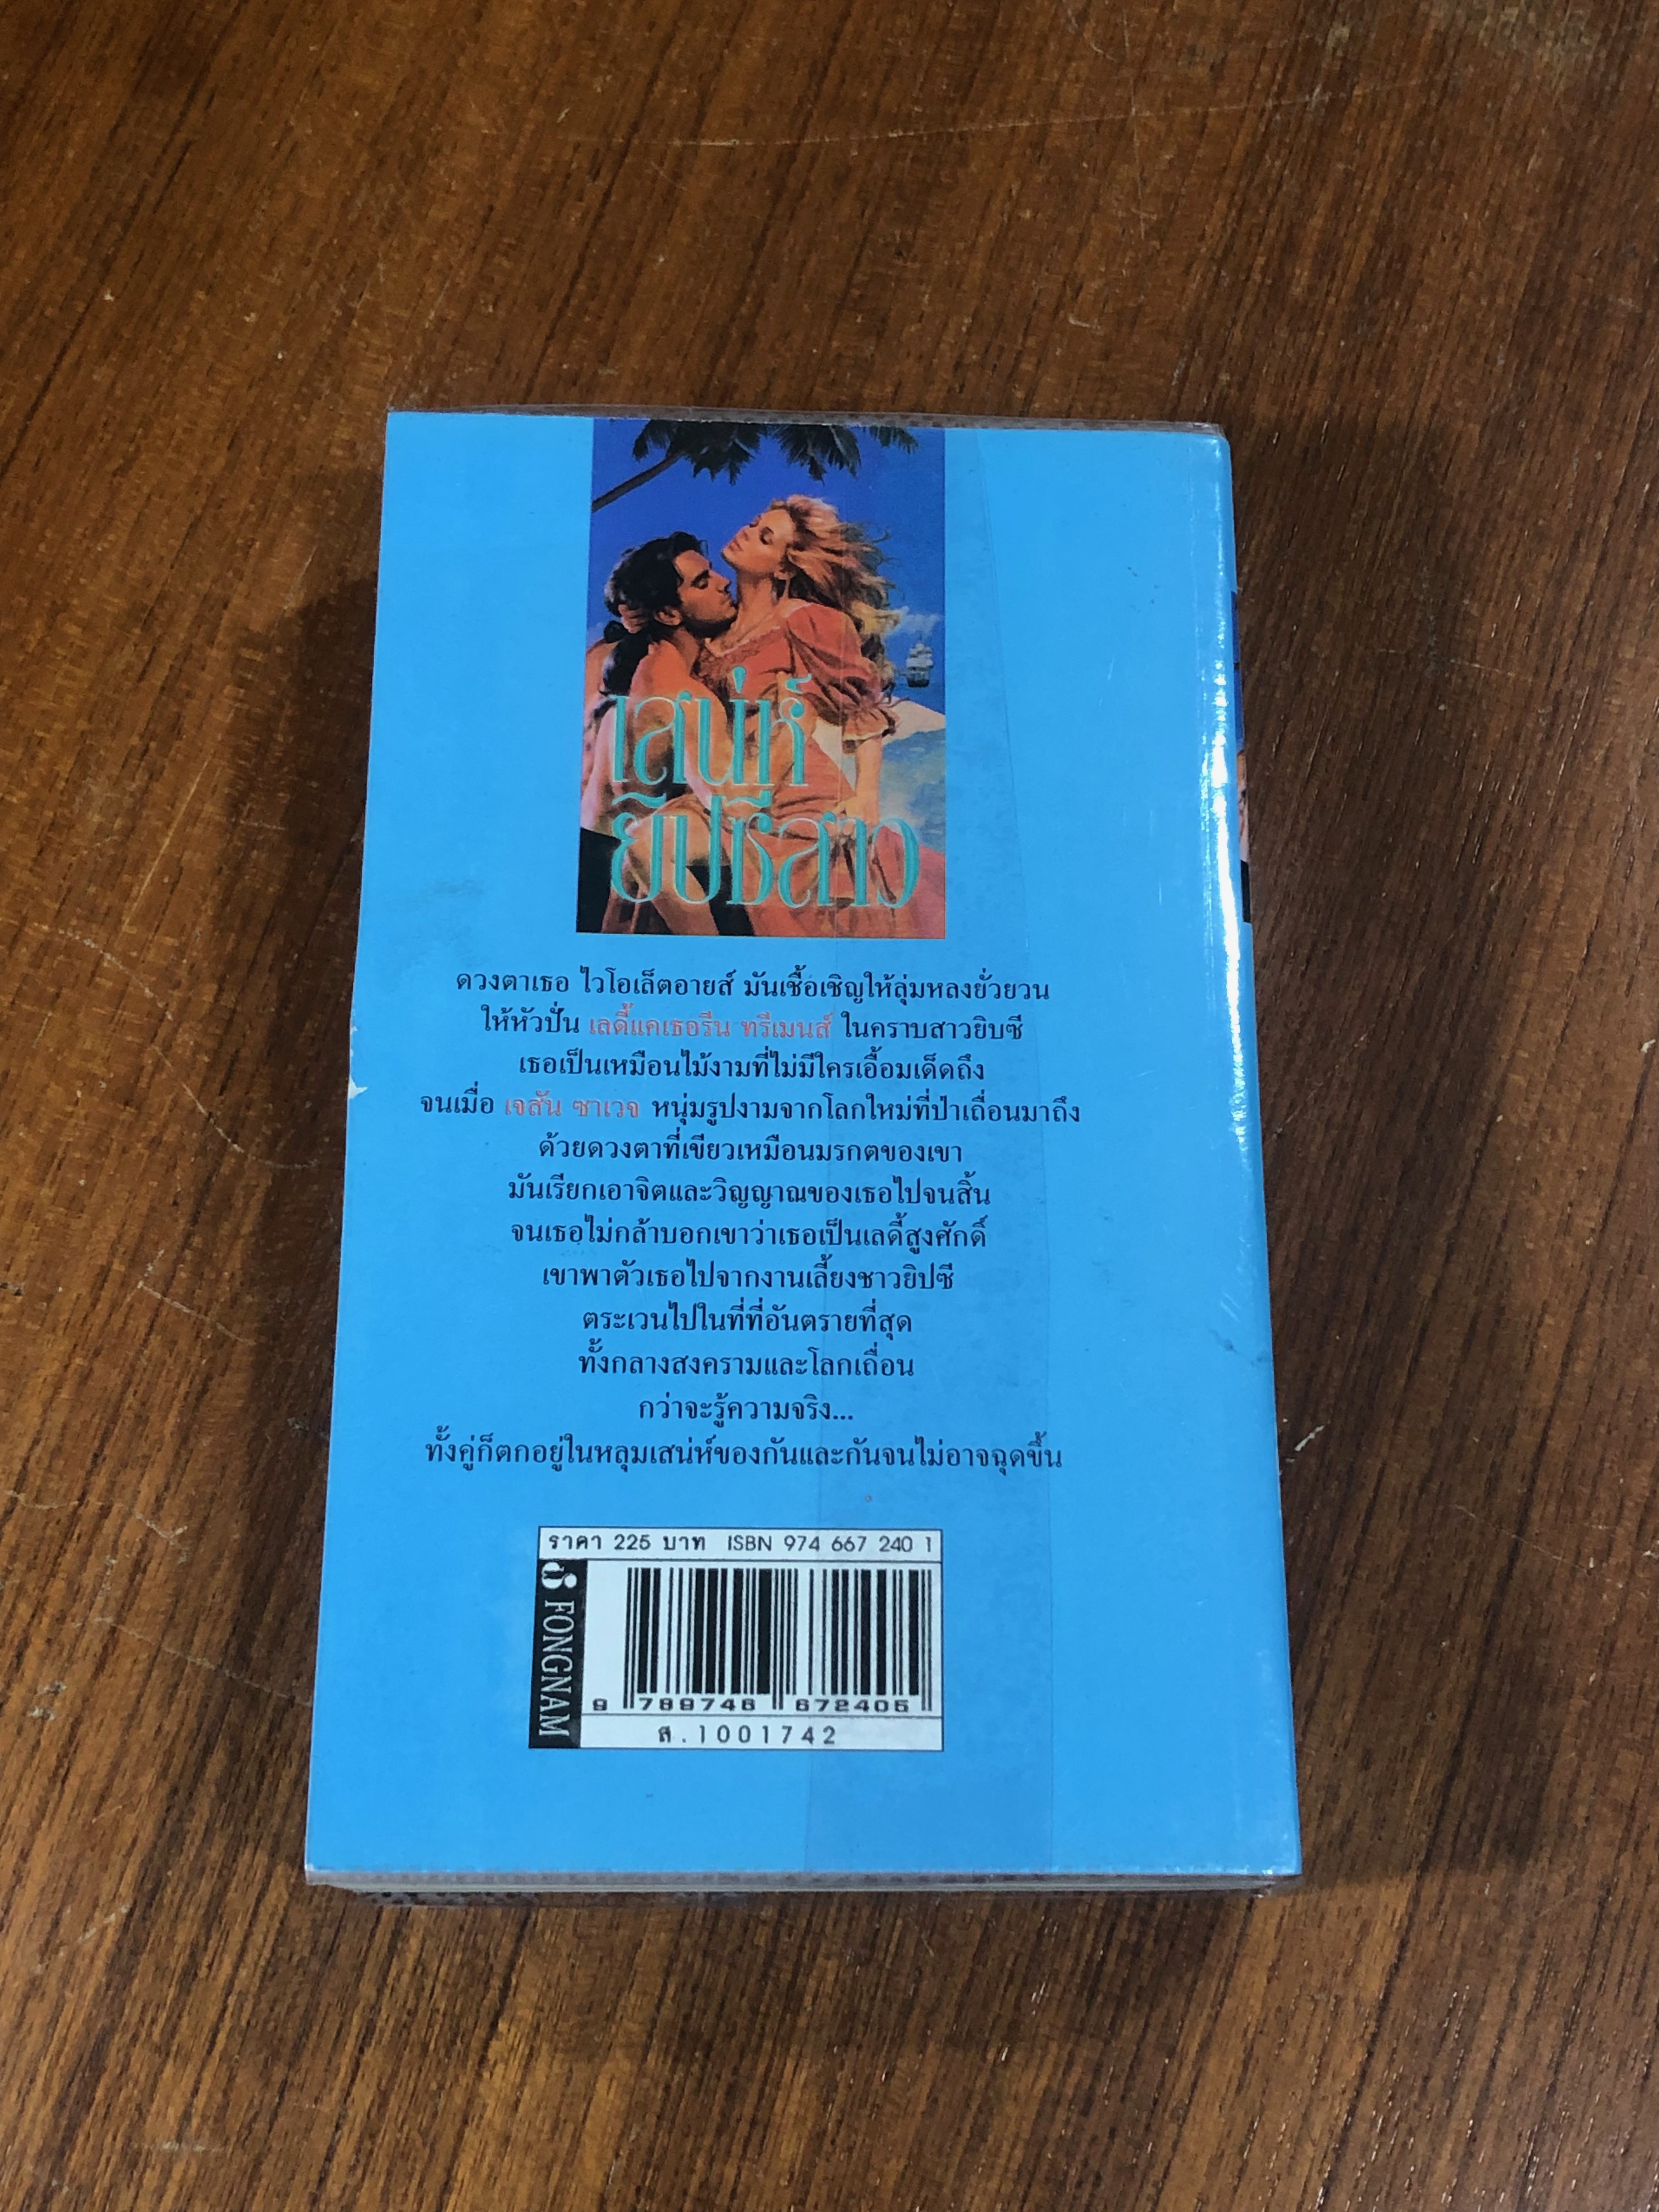 เสน่ห์
ยิปซีสาว
ดวงตาเธอ ไวโอเล็ตอายส์ มันเชื้อเชิญให้ลุ่มหลงยั่วยวน
ให้หัวปั่น เลดี้แคเธอรีน ทรีเมนส์ ในคราบสาวยิบซี
เธอเป็นเหมือนไม้งามที่ไม่มีใครเอื้อมเด็ดถึง
จนเมื่อ เจสัน ซาเวจ หนุ่มรูปงามจากโลกใหม่ที่ป่าเถื่อนมาถึง
ด้วยดวงตาที่เขียวเหมือนมรกตของเขา
มันเรียกเอาจิตและวิญญาณของเธอไปจนสิ้น
จนเธอไม่กล้าบอกเขาว่าเธอเป็นเลดี้สูงศักดิ์
เขาพาตัวเธอไปจากงานเลี้ยงชาวยิปซี
ตระเวนไปในที่ที่อันตรายที่สุด
ทั้งกลางสงครามและโลกเถื่อน
กว่าจะรู้ความจริง...
ทั้งคู่ก็ตกอยู่ในหลุมเสน่ห์ของกันและกันจนไม่อาจฉุดขึ้น
ราคา 225 บาท ISBN 974 667 240 1
FONGNAM
9 789746 672405
ส.1001742